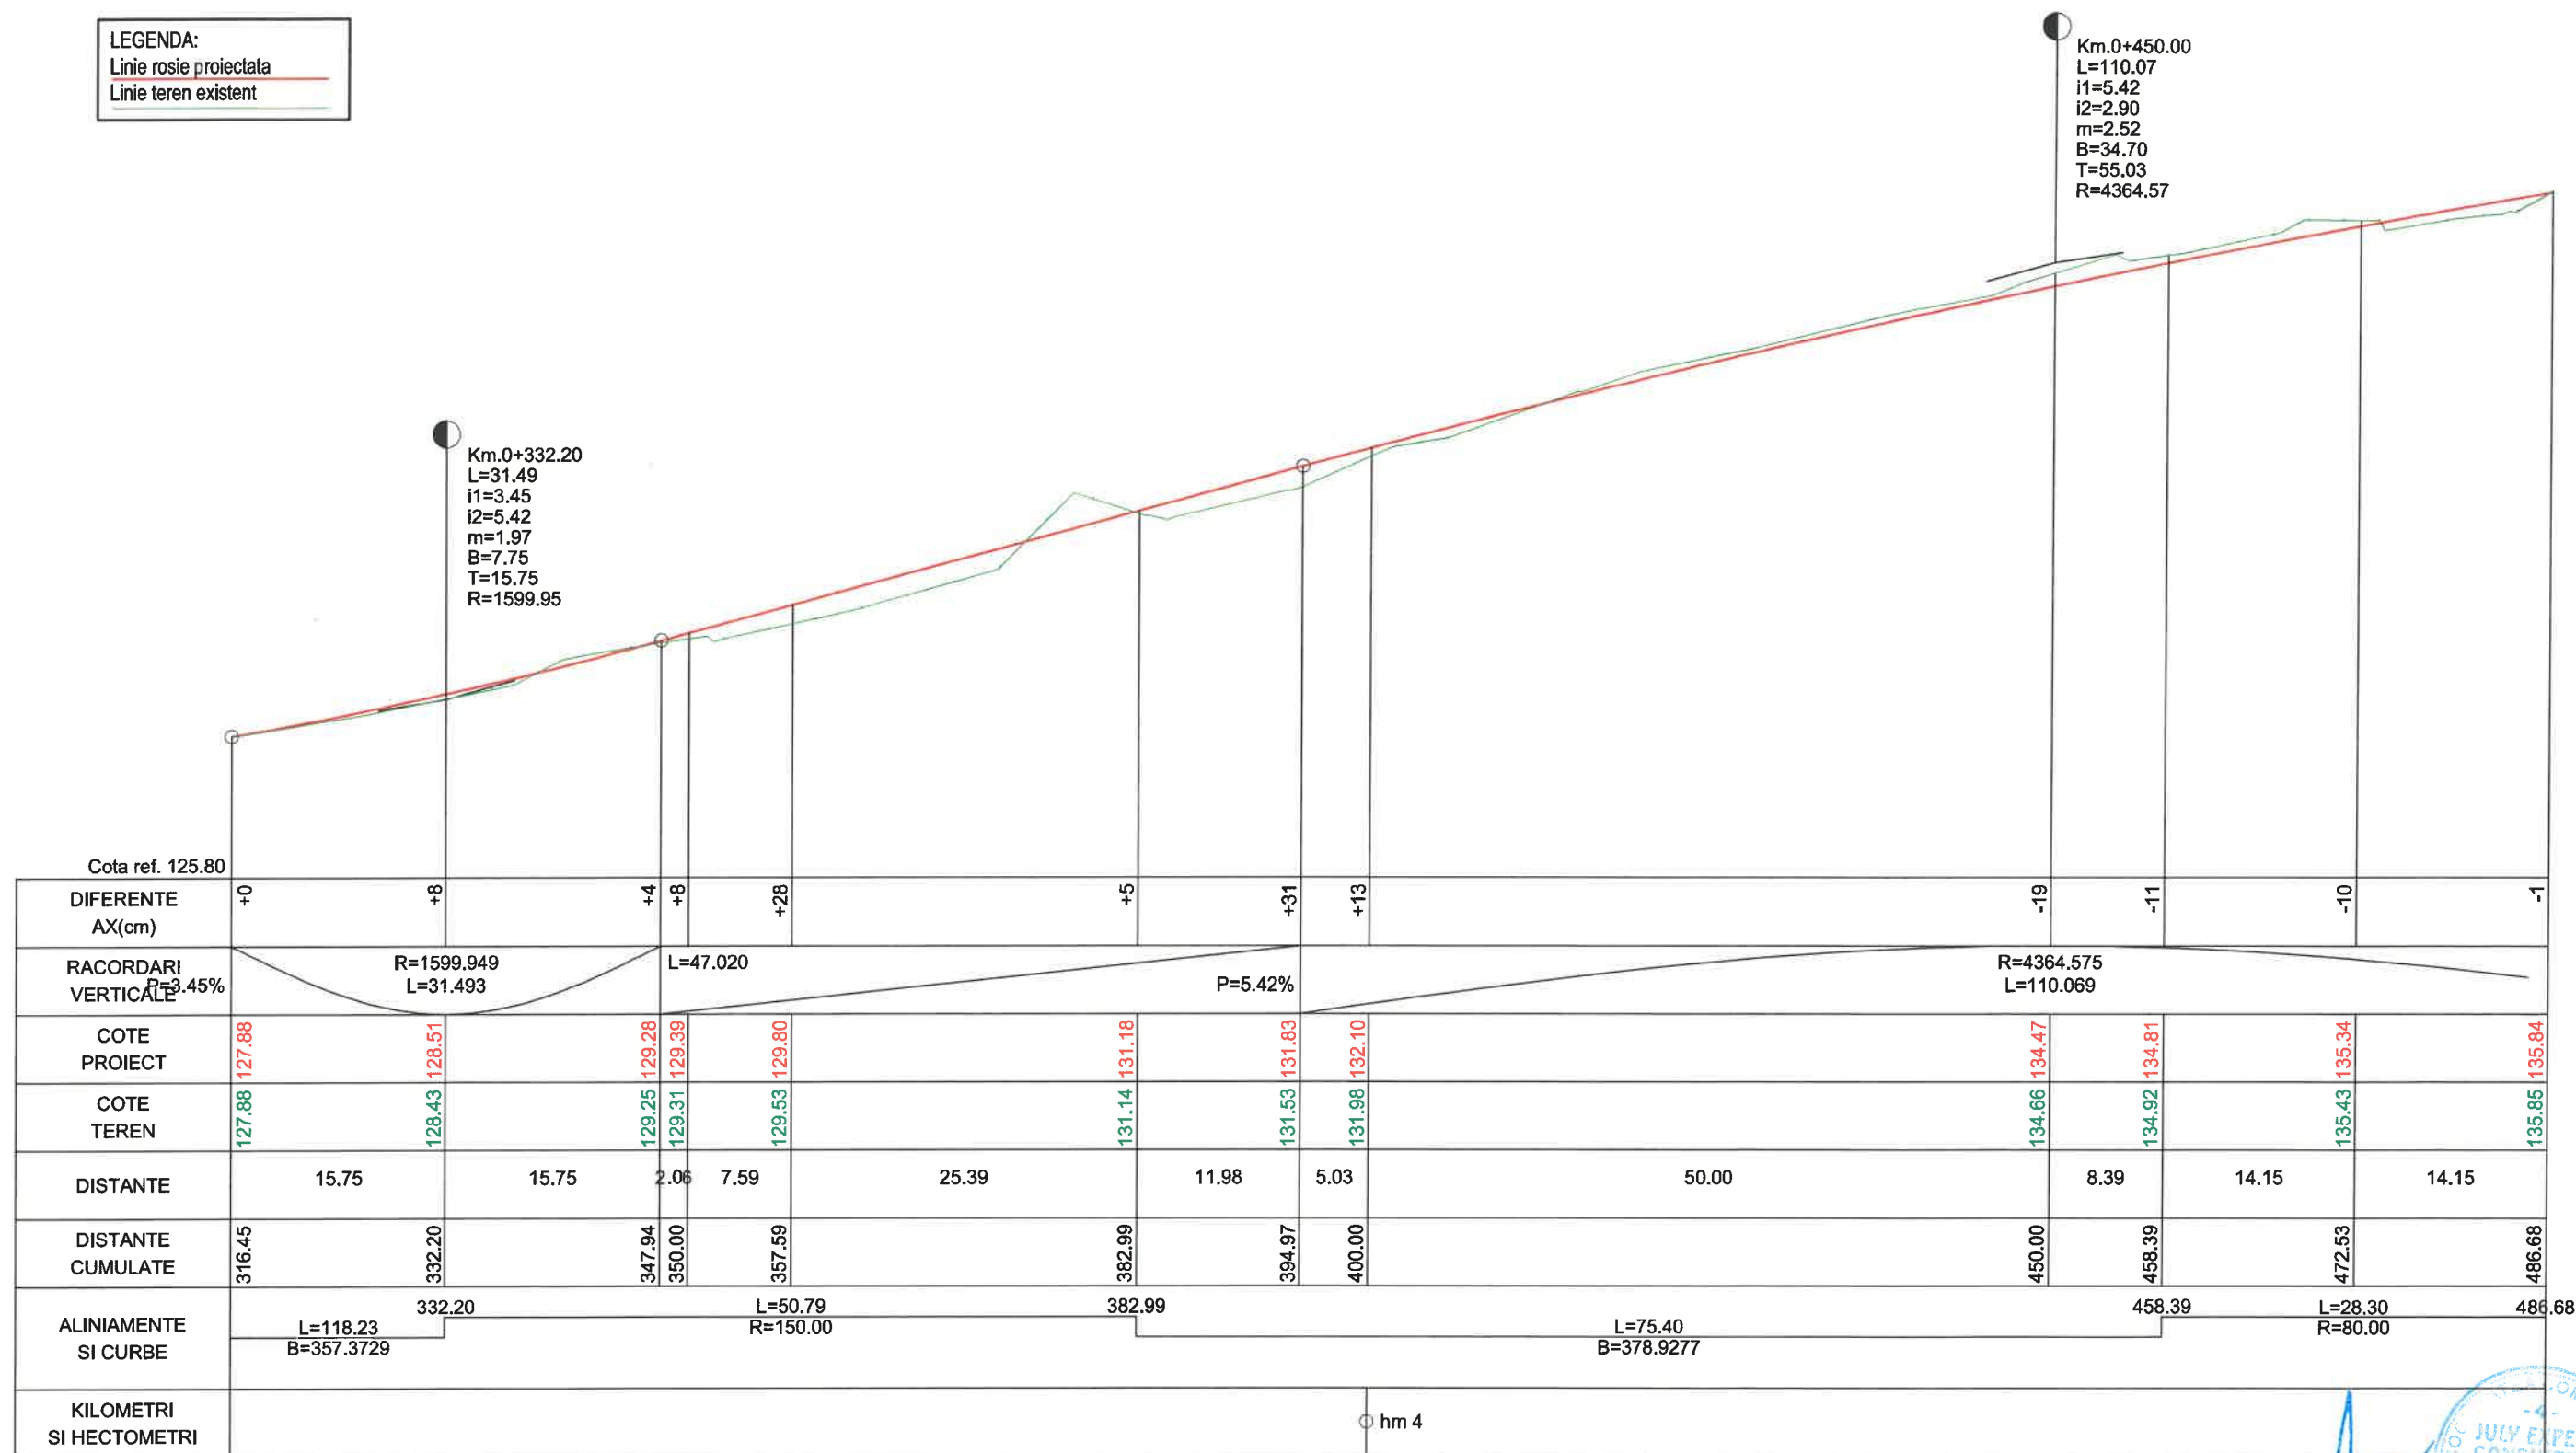 LEGENDA:
Linie rosie proiectata
Linie teren existent
Km.0+450.00
L=110.07
i1=5.42
i2=2.90
m=2.52
B=34.70
T=55.03
R=4364.57
Km.0+332.20
L=31.49
i1=3.45
i2=5.42
m=1.97
B=7.75
T=15.75
R=1599.95
Cota ref. 125.80
DIFERENTE
AX(cm)
+0 +8 +4 +8 +28 +5 +31 +13 -19 -11 -10 -1
RACORDARI
VERTICALE
P=3.45%
R=1599.949
L=31.493
L=47.020
P=5.42%
R=4364.575
L=110.069
COTE
PROIECT
127.88 128.51 129.28 129.39 129.80 131.18 131.83 132.10 134.47 134.81 135.34 135.84
COTE
TEREN
127.88 128.43 129.25 129.31 129.53 131.14 131.53 131.98 134.66 134.92 135.43 135.85
DISTANTE
15.75 15.75 2.06 7.59 25.39 11.98 5.03 50.00 8.39 14.15 14.15
DISTANTE
CUMULATE
316.45 332.20 347.94 350.00 357.59 382.99 394.97 400.00 450.00 458.39 472.53 486.68
ALINIAMENTE
SI CURBE
L=118.23
B=357.3729
332.20
L=50.79
R=150.00
382.99
L=75.40
B=378.9277
458.39
L=28.30
R=80.00
486.68
KILOMETRI
SI HECTOMETRI
hm 4
-4-
JULY